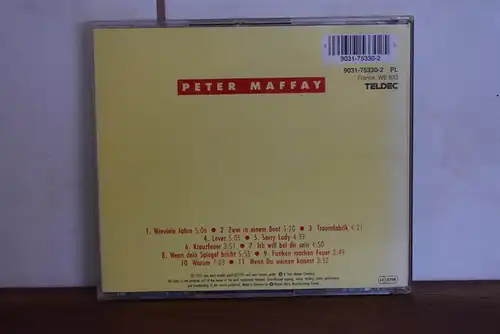 9031-75330-2
9031-75330-2 PL
France: WE 833
TELDEC
PETER MAFFAY
1 Wieviele Jahre 5:06 • 2 Zwei in einem Boot 5:20 • 3 Traumfabrik 4:21
4 Lover 5:05 • 5 Sorry Lady 4:39
6 Kreuzfeuer 3:51 • 7 Ich will bei dir sein 4:50
8 Wenn dein Spiegel bricht 5:55 • 9 Funken machen Feuer 3:49
10 Warum 7:03 • 11 Wenn Du weinen kannst 3:52